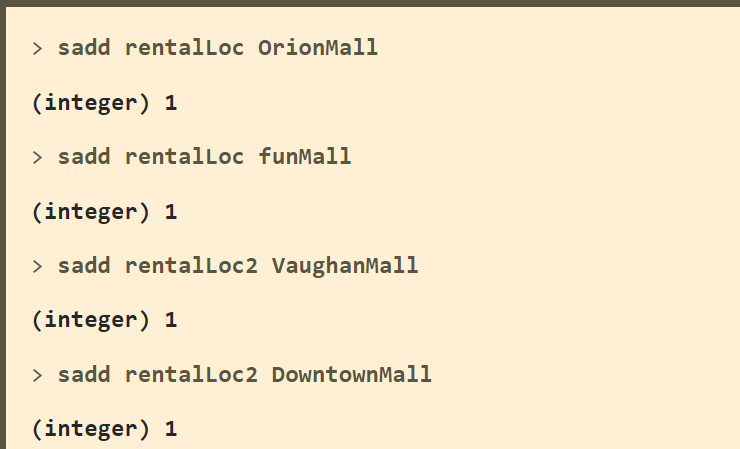 > sadd rentalLoc OrionMall
(integer) 1
> sadd rentalLoc funMall
(integer) 1
> sadd rentalLoc2 VaughanMall
(integer) 1
> sadd rentalLoc2 DowntownMall
(integer) 1